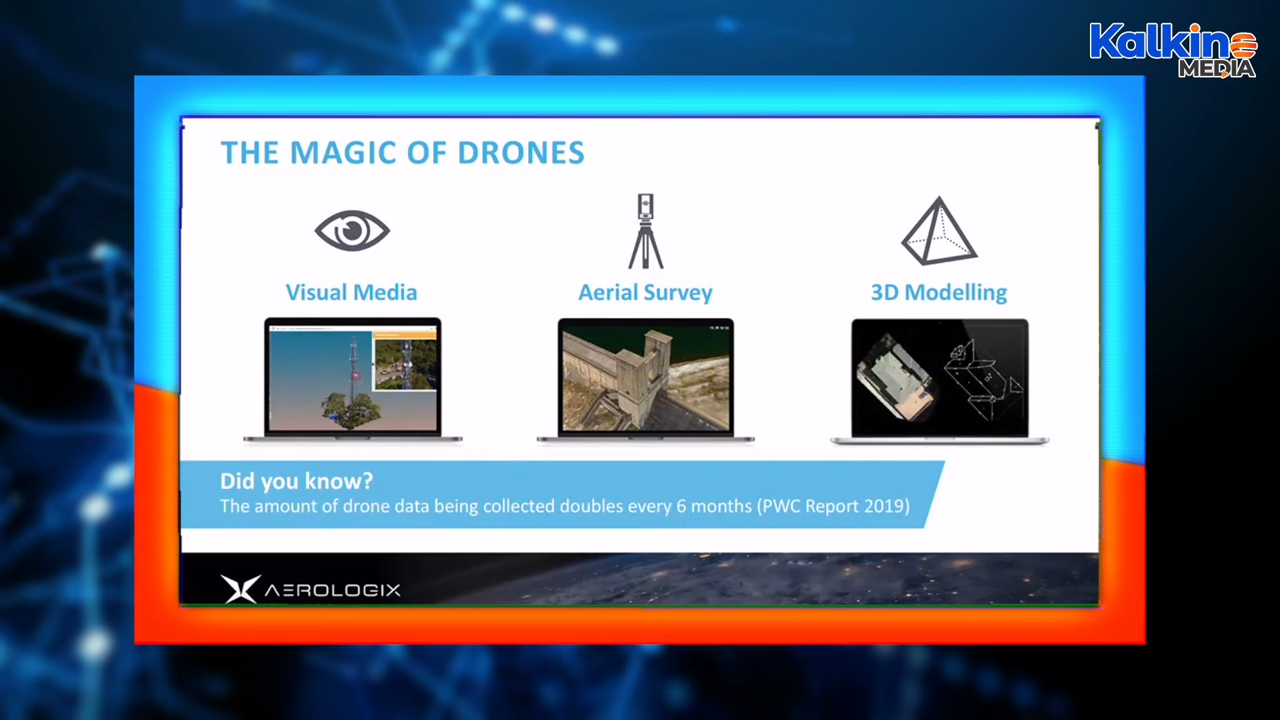 Kalkine
MEDIA
THE MAGIC OF DRONES
Visual Media
Aerial Survey
3D Modelling
Did you know?
The amount of drone data being collected doubles every 6 months (PWC Report 2019)
AEROLOGIX